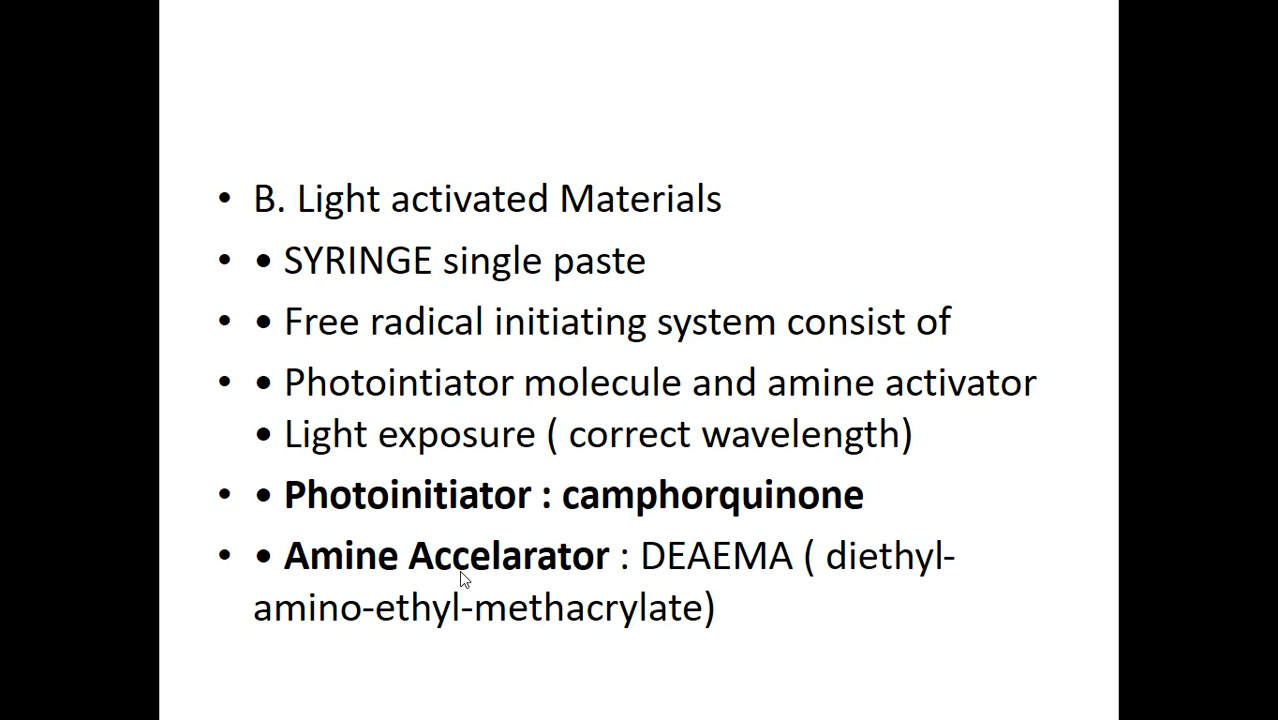 • B. Light activated Materials
• • SYRINGE single paste
• • Free radical initiating system consist of
• • Photointiator molecule and amine activator
• Light exposure ( correct wavelength)
• • Photoinitiator : camphorquinone
• • Amine Accelarator : DEAEMA ( diethyl-
amino-ethyl-methacrylate)